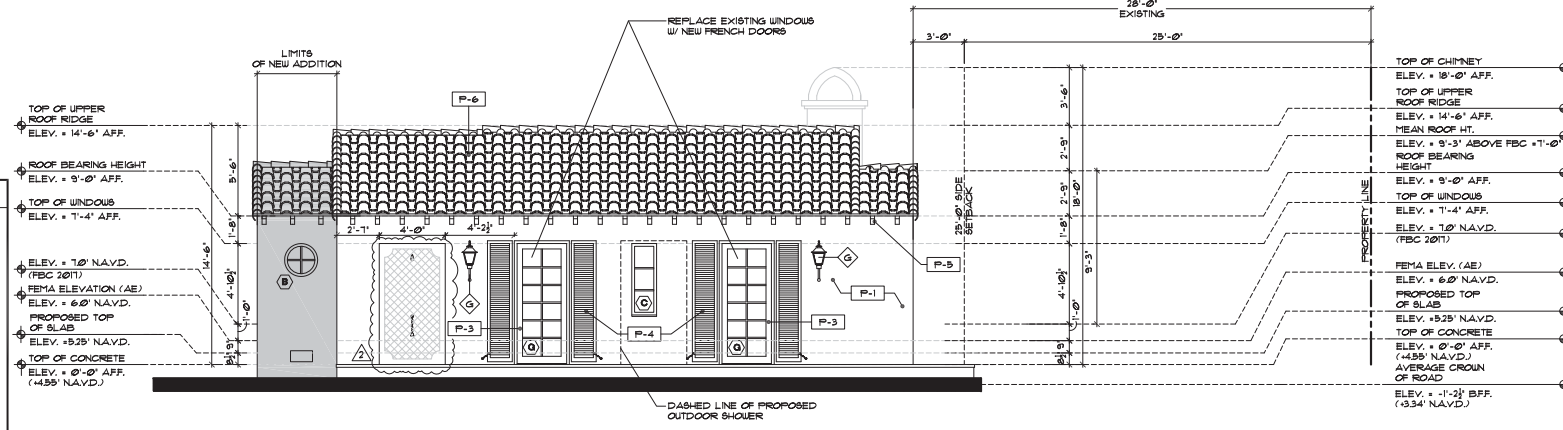 28'-0"
EXISTING
3'-0"
25'-0"
REPLACE EXISTING WINDOWS
W/ NEW FRENCH DOORS
LIMITS
OF NEW ADDITION
P-6
TOP OF UPPER
ROOF RIDGE
ELEV. = 14'-6" A.F.F.
ROOF BEARING HEIGHT
ELEV. = 9'-0" A.F.F.
TOP OF WINDOWS
ELEV. = 7'-4" AFF.
ELEV. = 7.0' N.A.V.D.
(FBC 2017)
FEMA ELEVATION (AE)
ELEV. = 6.0' N.A.V.D.
PROPOSED TOP
OF SLAB
ELEV. =5.25' N.A.V.D.
TOP OF CONCRETE
ELEV. = 0'-0" AFF.
(+4.55' N.A.V.D.)
14'-6"
5'-6"
1'-8"
4'-10½"
1'-0"
9"
8½"
2'-7"
4'-0"
4'-2½"
B
2
G
P-3
Q
P-4
C
Q
P-3
G
P-1
P-5
DASHED LINE OF PROPOSED
OUTDOOR SHOWER
25'-0" SIDE
SETBACK
3'-6"
2'-9"
2'-9"
18'-0"
1'-8"
9'-3"
4'-10½"
1'-0"
9"
8½"
PROPERTY LINE
TOP OF CHIMNEY
ELEV. = 18'-0" AFF.
TOP OF UPPER
ROOF RIDGE
ELEV. = 14'-6" AFF.
MEAN ROOF HT.
ELEV. = 9'-3" ABOVE FBC =7'-0"
ROOF BEARING
HEIGHT
ELEV. = 9'-0" AFF.
TOP OF WINDOWS
ELEV. = 7'-4" AFF.
ELEV. = 7.0' N.A.V.D.
(FBC 2017)
FEMA ELEV. (AE)
ELEV. = 6.0' N.A.V.D.
PROPOSED TOP
OF SLAB
ELEV. =5.25' N.A.V.D.
TOP OF CONCRETE
ELEV. = 0'-0" AFF.
(+4.55' N.A.V.D.)
AVERAGE CROWN
OF ROAD
ELEV. = -1'-2½" BFF.
(+3.34' N.A.V.D.)